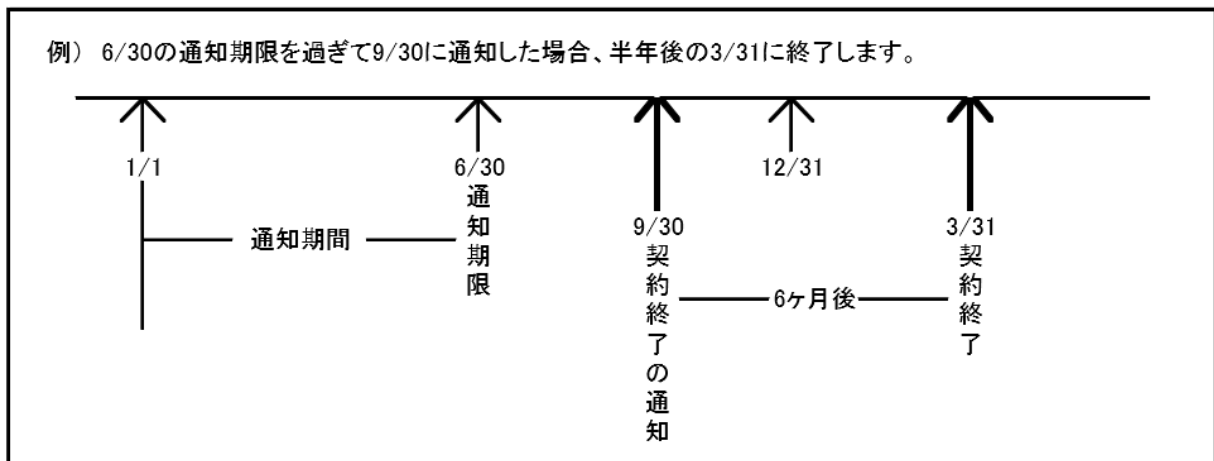 例） 6/30の通知期限を過ぎて9/30に通知した場合、半年後の3/31に終了します。
1/1
6/30
12/31
通知期限
9/30
3/31
通知期間
契約終了の通知
6ヶ月後
契約終了